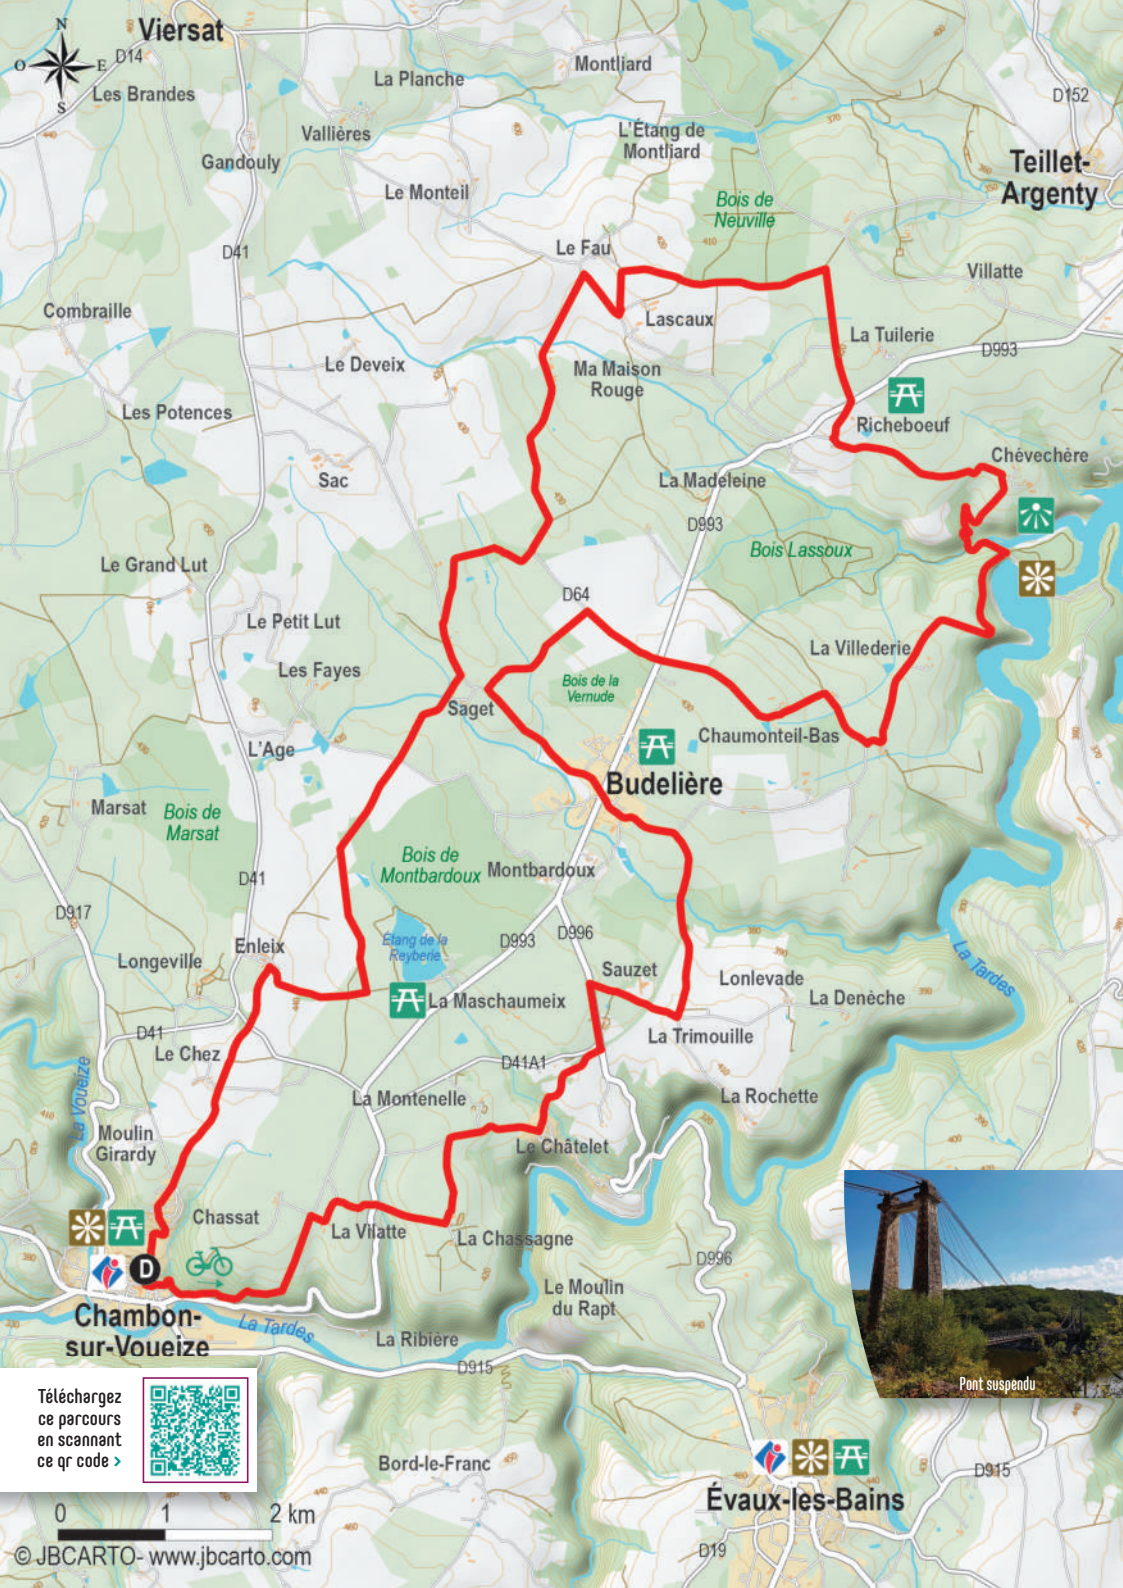 Viersat
N
O
E
S
D14
Les Brandes
La Planche
Montliard
D152
Vallières
L'Étang de
Montliard
Gandouly
Teillet-
Argenty
Le Monteil
Bois de
Neuville
Le Fau
410
370
D41
Villatte
Combraille
Lascaux
La Tuilerie
D993
Le Deveix
Ma Maison
Rouge
Les Potences
Richeboeuf
Chévechère
Sac
La Madeleine
D993
Bois Lassoux
Le Grand Lut
D64
Le Petit Lut
La Villederie
Les Fayes
Bois de la
Vernude
Saget
L'Age
Chaumonteil-Bas
Budelière
Marsat
Bois de
Marsat
Bois de
Montbardoux
Montbardoux
D41
D917
D993
D996
Enleix
Étang de la
Reyberie
Longeville
Sauzet
La Tardes
Lonlevade
La Denèche
La Maschaumeix
D41
Le Chez
La Trimouille
D41A1
La Voueize
La Montenelle
La Rochette
Moulin
Girardy
Le Châtelet
Chassat
La Vilatte
La Chassagne
D996
D
Le Moulin
du Rapt
Chambon-
sur-Voueize
La Tardes
La Ribière
D915
Pont suspendu
Téléchargez
ce parcours
en scannant
ce qr code >
Bord-le-Franc
D915
Évaux-les-Bains
0 1 2 km
D19
© JBCARTO- www.jbcarto.com